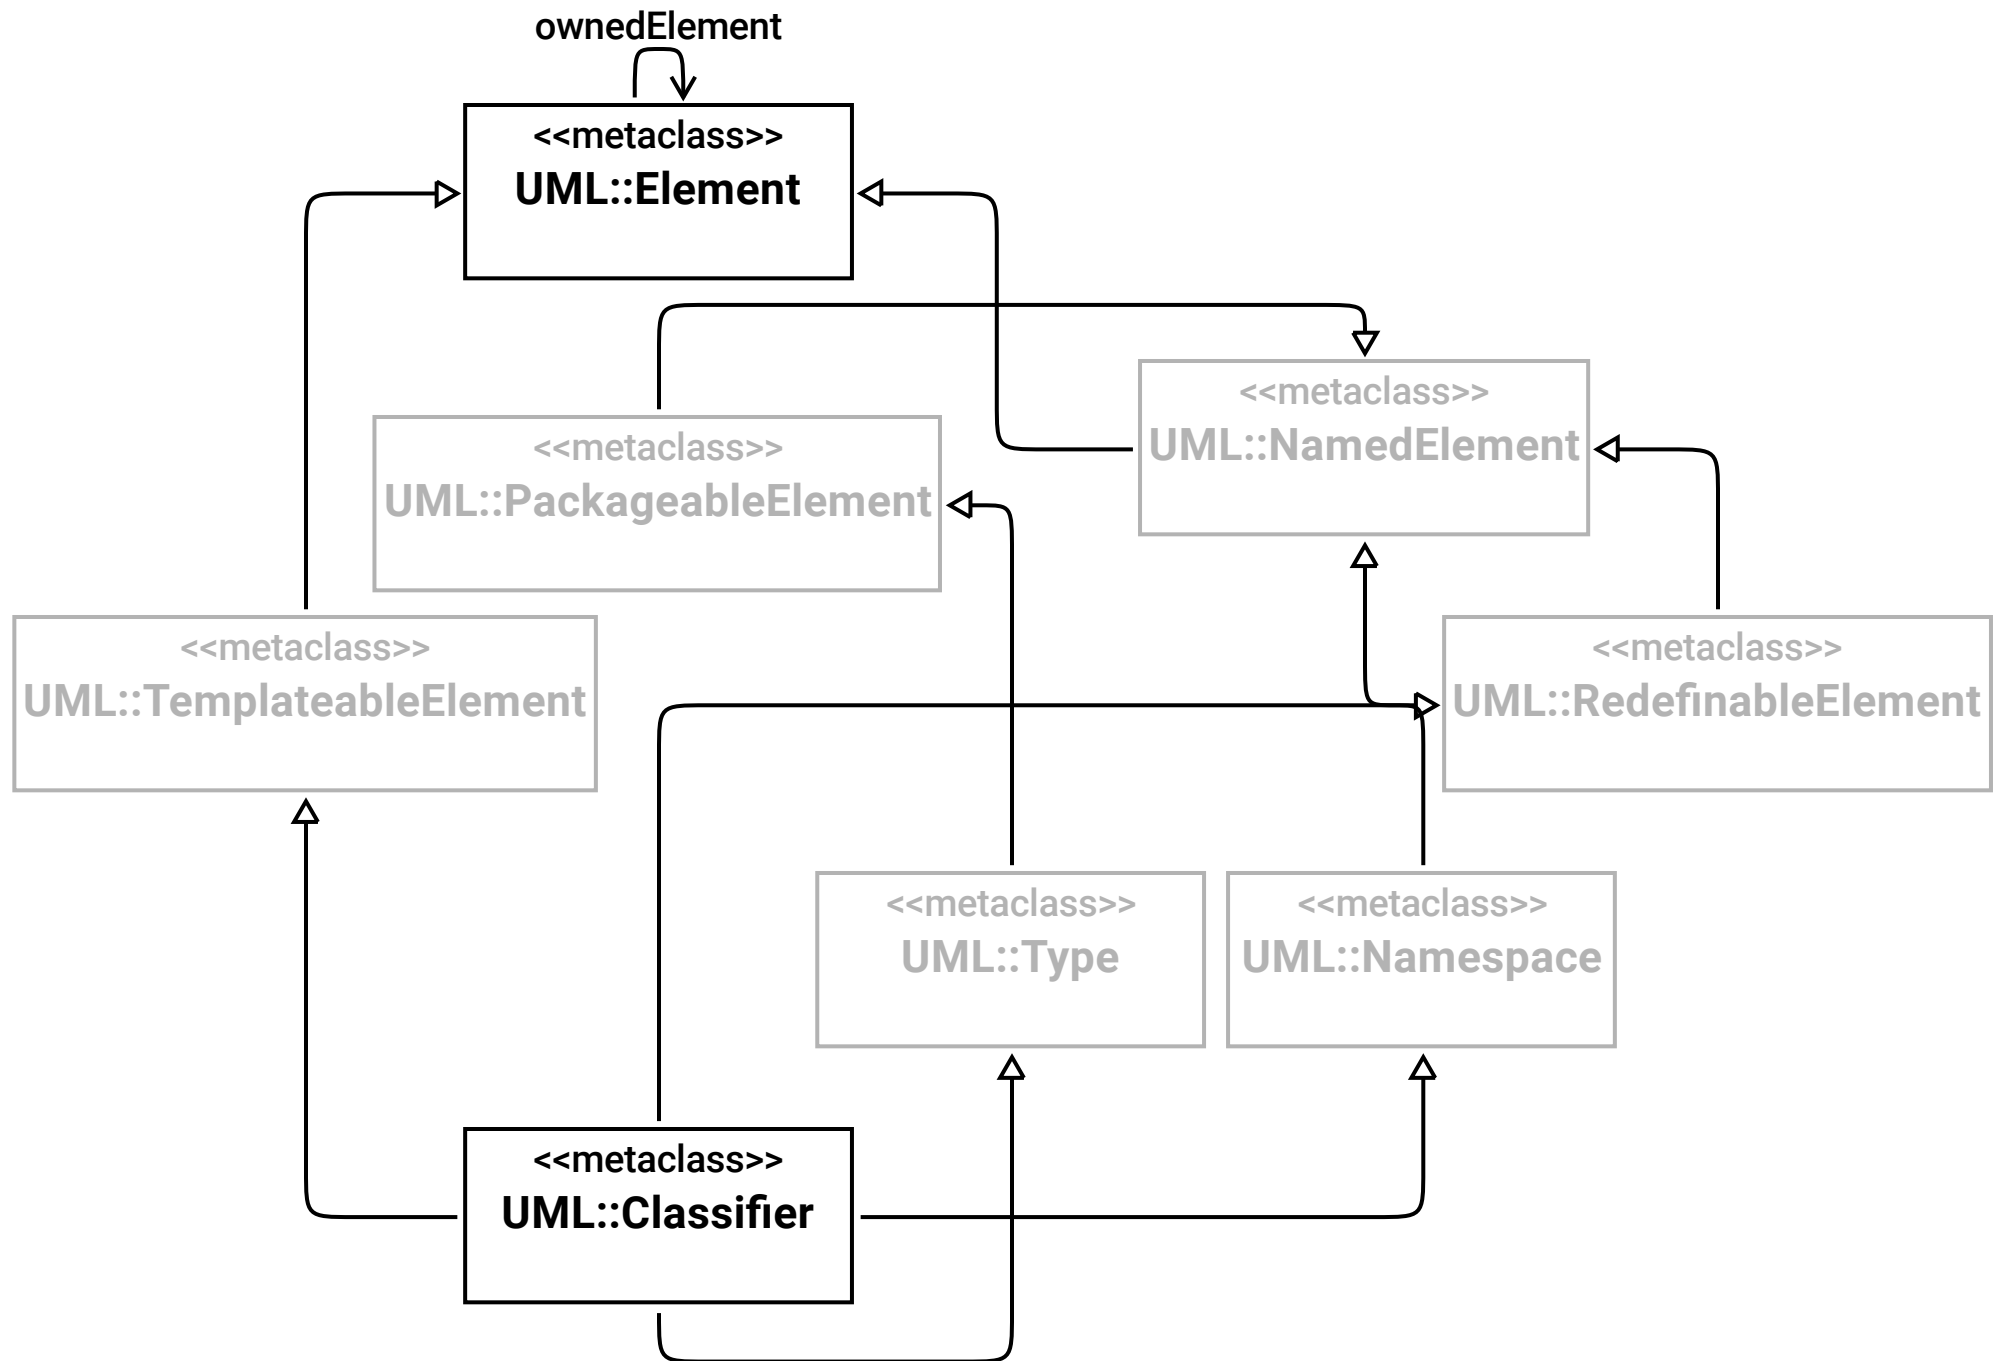 ownedElement
<<metaclass>>
UML::Element
<<metaclass>>
UML::NamedElement
<<metaclass>>
UML::PackageableElement
<<metaclass>>
UML::TemplateableElement
<<metaclass>>
UML::RedefinableElement
<<metaclass>>
UML::Type
<<metaclass>>
UML::Namespace
<<metaclass>>
UML::Classifier